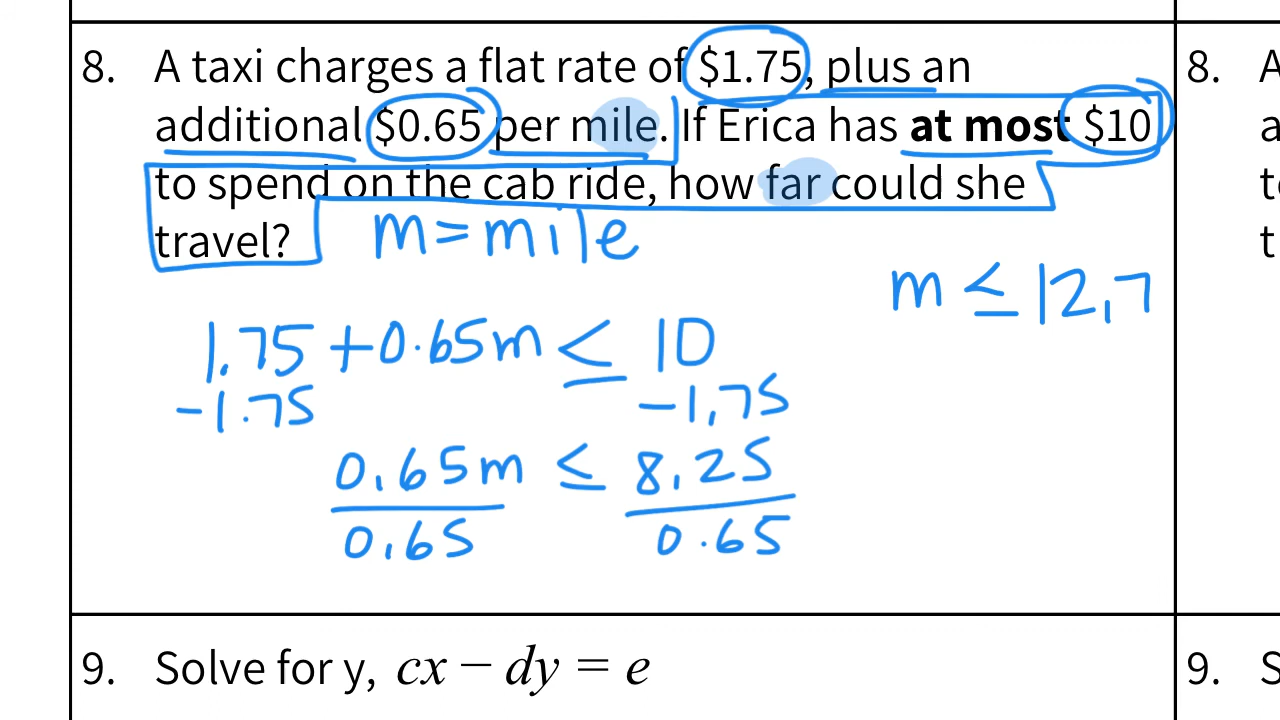 8. A taxi charges a flat rate of $1.75, plus an
additional $0.65 per mile. If Erica has at most $10
to spend on the cab ride, how far could she
travel?
m = mile
m ≤ 12.7
1.75 + 0.65m ≤ 10
-1.75 -1.75
0.65m ≤ 8.25
0.65 0.65
9. Solve for y, cx − dy = e
8. A
a
t
t
9. S